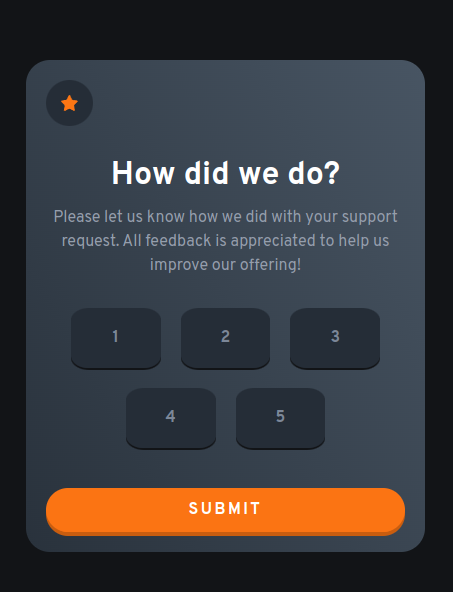 How did we do?
Please let us know how we did with your support
request. All feedback is appreciated to help us
improve our offering!
1 2 3
4 5
SUBMIT